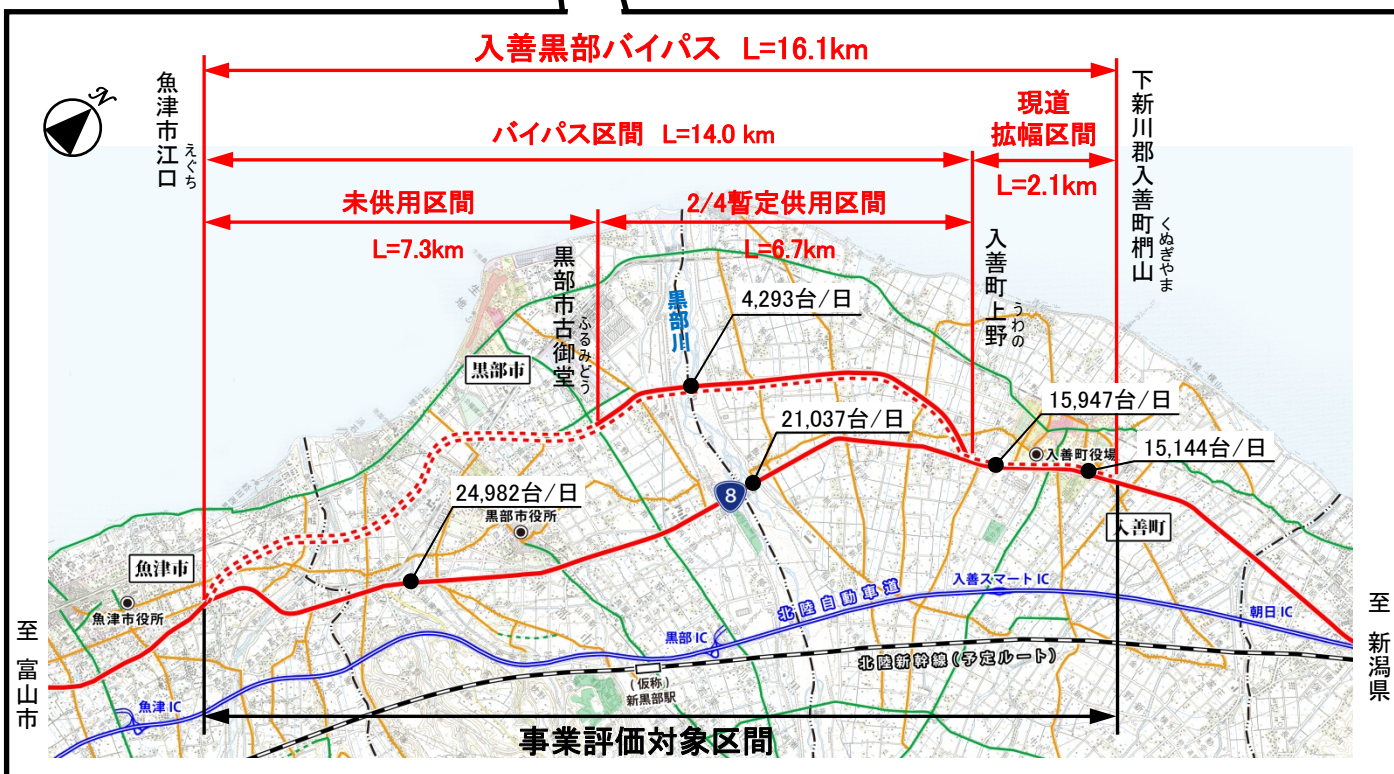 入善黒部バイパス L=16.1km
魚津市江口
えぐち
N
バイパス区間 L=14.0 km
現道
拡幅区間
L=2.1km
下新川郡入善町椚山
くぬぎやま
未供用区間
L=7.3km
2/4暫定供用区間
L=6.7km
黒部市古御堂
ふるみどう
黒部川
4,293台/日
入善町上野
うわの
黒部市
21,037台/日
15,947台/日
入善町役場
15,144台/日
24,982台/日
黒部市役所
8
入善町
魚津市
魚津市役所
入善スマート IC
北陸自動車道
朝日 IC
黒部 IC
北陸新幹線(予定ルート)
(仮称)
新黒部駅
魚津 IC
至 富山市
至 新潟県
事業評価対象区間